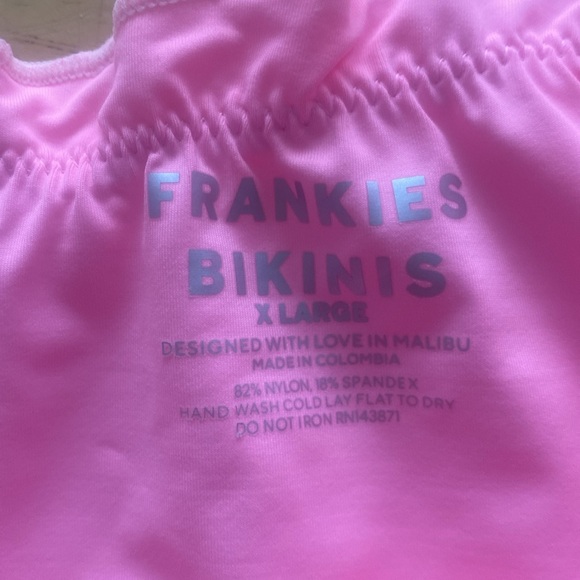 FRANKIES
BIKINIS
X LARGE
DESIGNED WITH LOVE IN MALIBU
MADE IN COLOMBIA
82% NYLON, 18% SPANDEX
HAND WASH COLD LAY FLAT TO DRY
DO NOT IRON RN143871